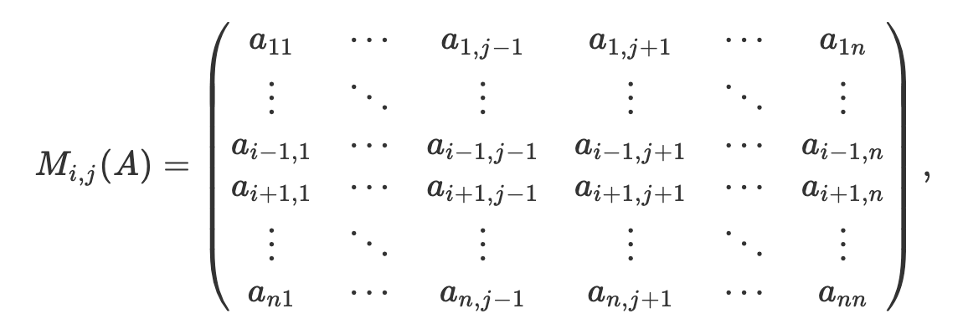 $$M_{i,j}(A) = \begin{pmatrix} a_{11} & \cdots & a_{1,j-1} & a_{1,j+1} & \cdots & a_{1n} \\ \vdots & \ddots & \vdots & \vdots & \ddots & \vdots \\ a_{i-1,1} & \cdots & a_{i-1,j-1} & a_{i-1,j+1} & \cdots & a_{i-1,n} \\ a_{i+1,1} & \cdots & a_{i+1,j-1} & a_{i+1,j+1} & \cdots & a_{i+1,n} \\ \vdots & \ddots & \vdots & \vdots & \ddots & \vdots \\ a_{n1} & \cdots & a_{n,j-1} & a_{n,j+1} & \cdots & a_{nn} \end{pmatrix},$$